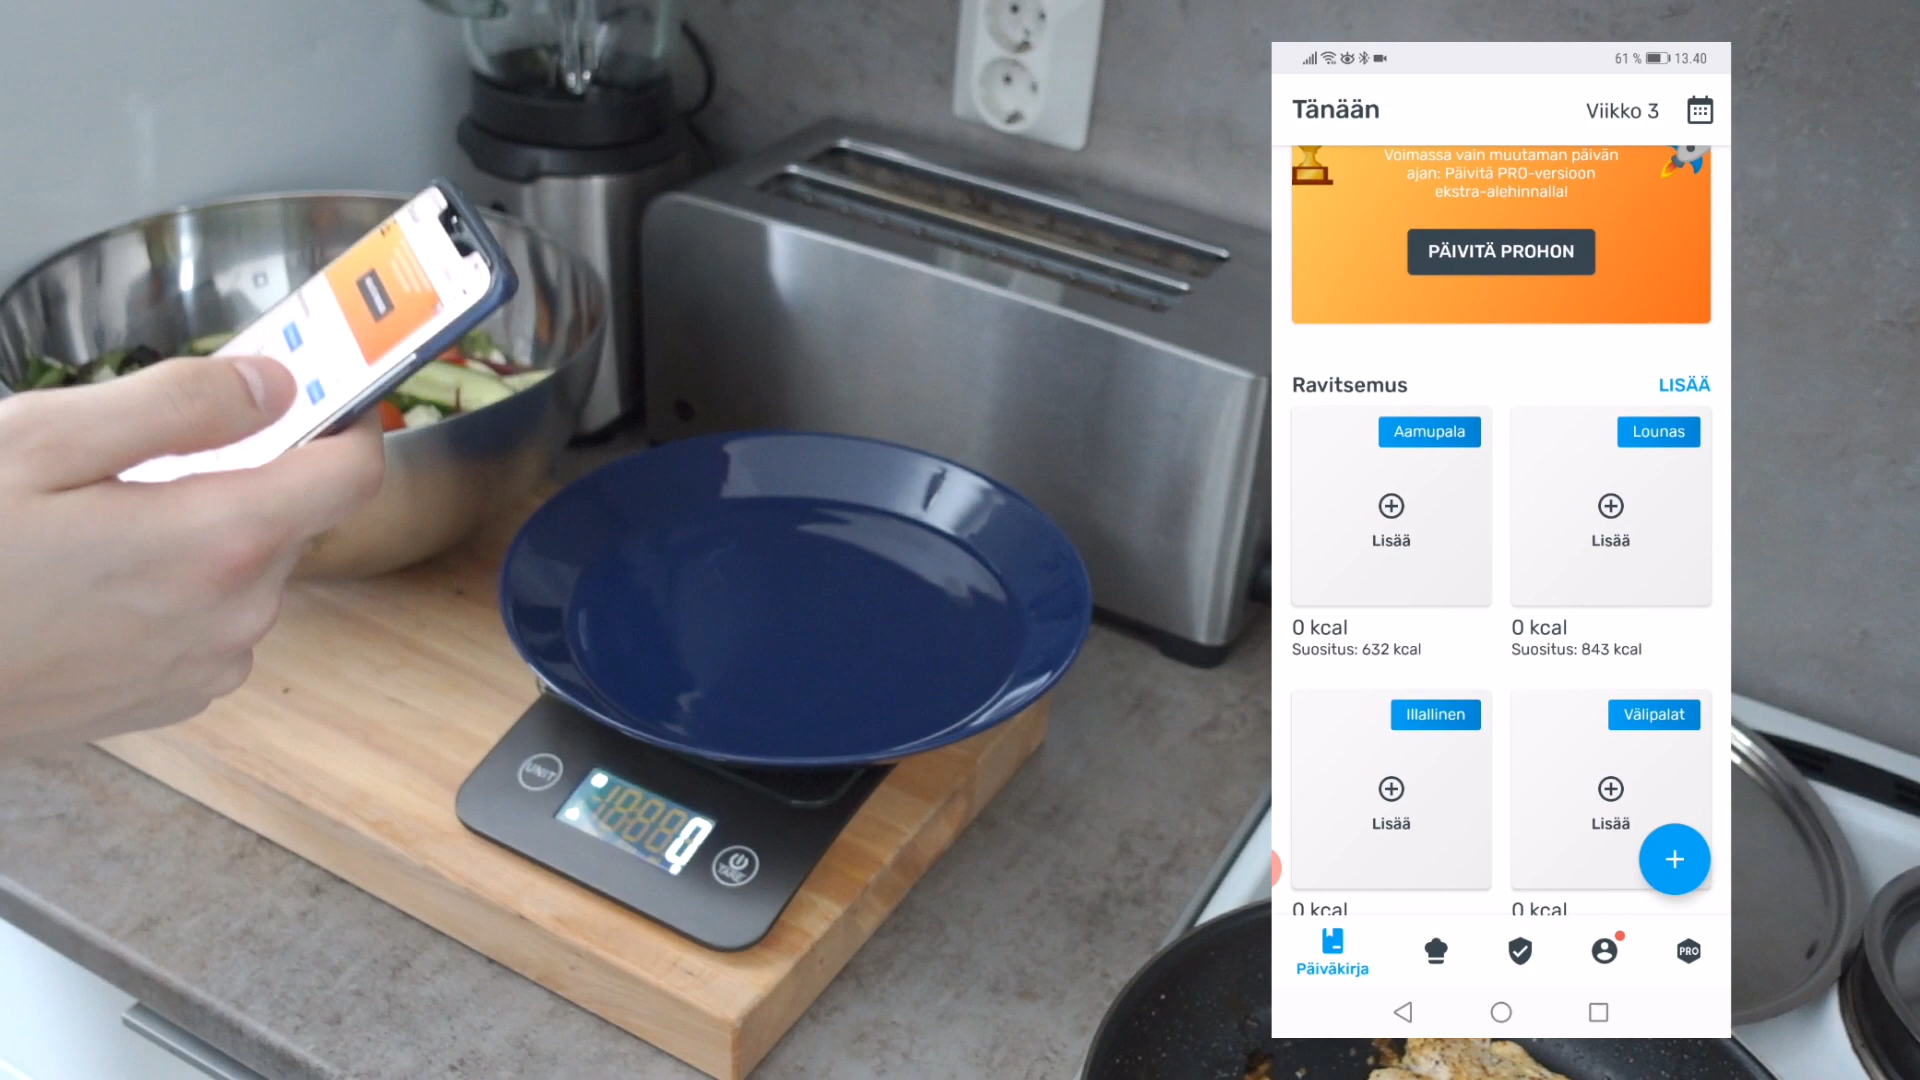 61 % 13.40
Tänään
Viikko 3
Voimassa vain muutaman päivän
ajan: Päivitä PRO-versioon
ekstra-alehinnalla!
PÄIVITÄ PROHON
Ravitsemus
LISÄÄ
Aamupala
Lisää
0 kcal
Suositus: 632 kcal
Lounas
Lisää
0 kcal
Suositus: 843 kcal
Illallinen
Lisää
0 kcal
Välipalat
Lisää
0 kcal
Päiväkirja
PRO
UNIT
0
TARE